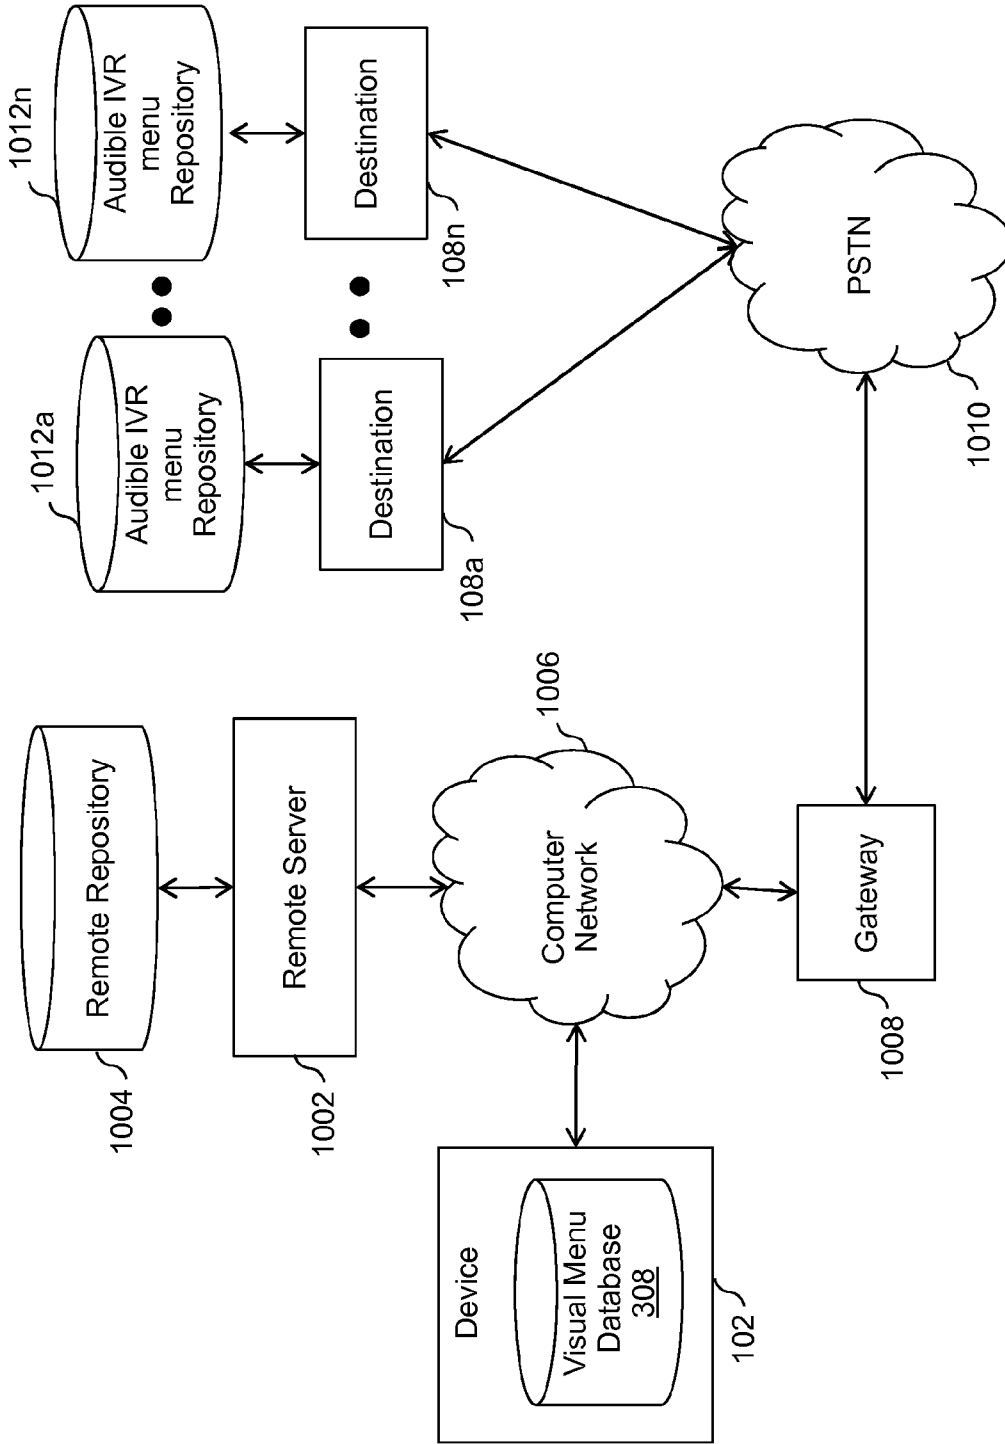 Remote Repository
1004
Remote Server
1002
Device
Visual Menu
Database
308
102
Computer
Network
1006
Gateway
1008
PSTN
1010
Audible IVR
menu
Repository
1012a
Destination
108a
Audible IVR
menu
Repository
1012n
Destination
108n